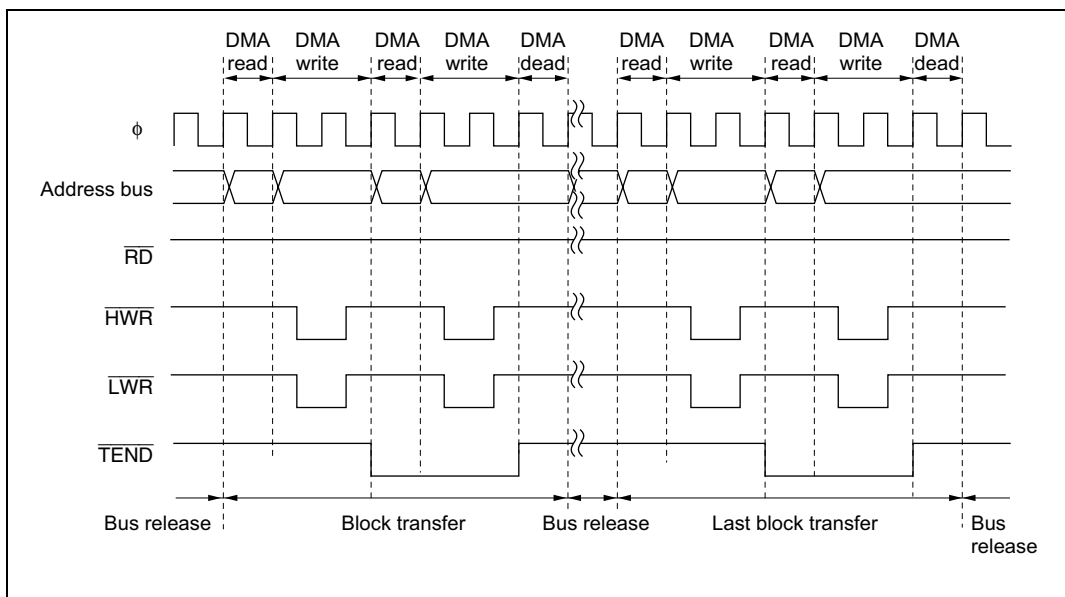 DMA read DMA write DMA read DMA write DMA dead DMA read DMA write DMA read DMA write DMA dead
ϕ
Address bus
RD
HWR
LWR
TEND
Bus release Block transfer Bus release Last block transfer Bus release